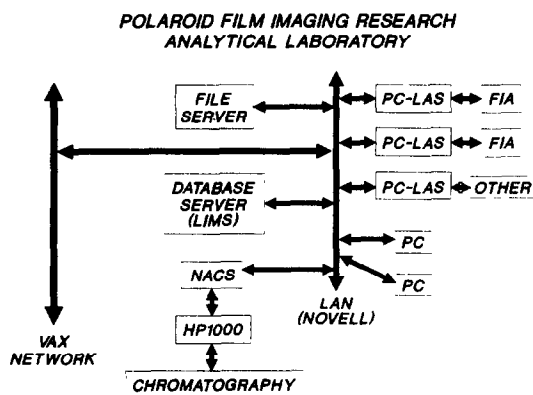 POLAROID FILM IMAGING RESEARCH
ANALYTICAL LABORATORY
FILE
SERVER
PC-LAS
FIA
PC-LAS
FIA
DATABASE
SERVER
(LIMS)
PC-LAS
OTHER
PC
NACS
PC
LAN
(NOVELL)
HP1000
VAX
NETWORK
CHROMATOGRAPHY